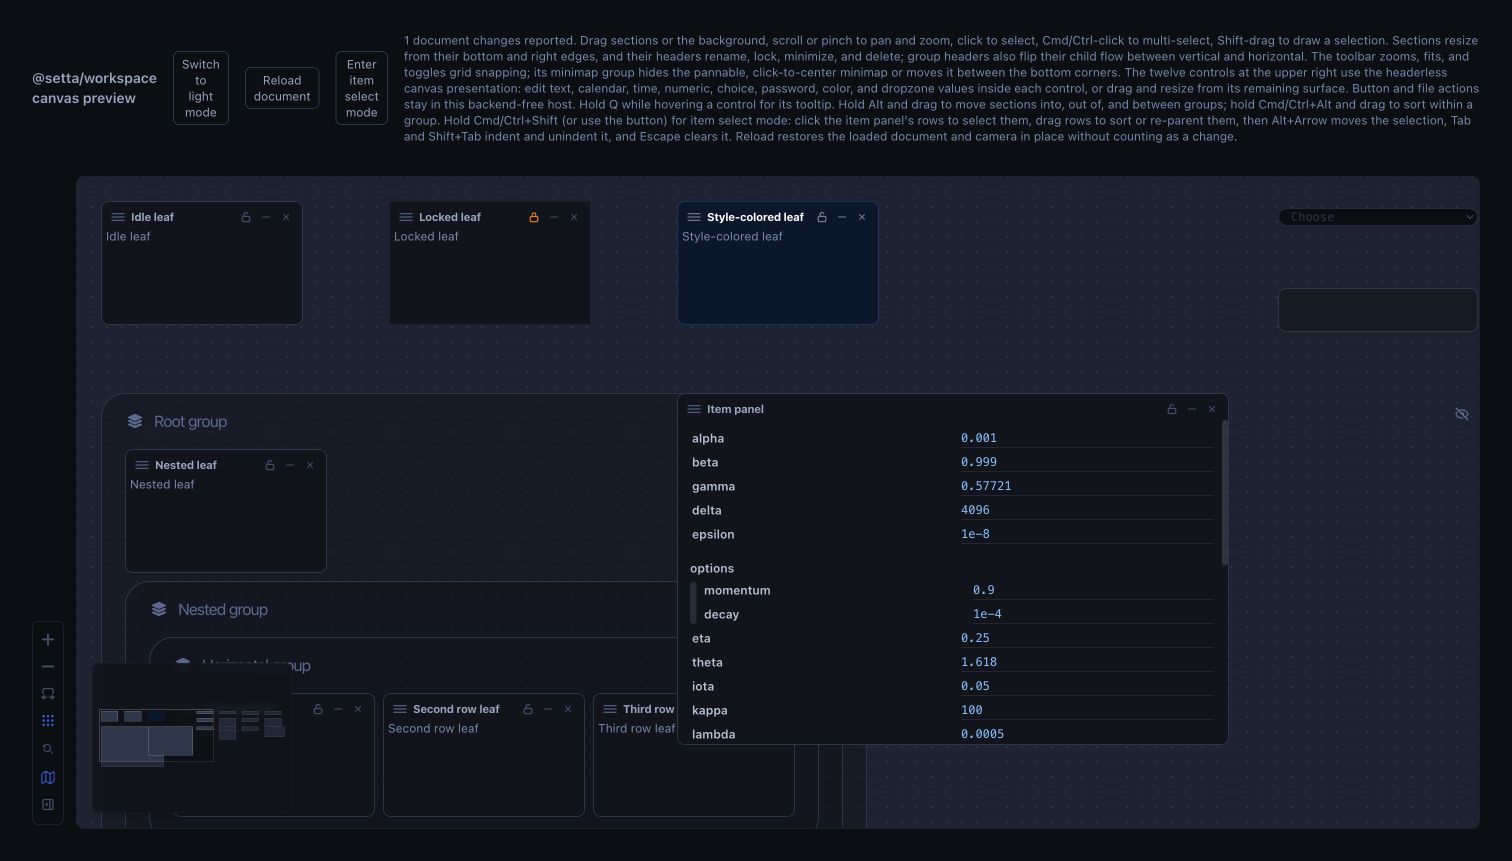 @setta/workspace
canvas preview
Switch
to
light
mode
Reload
document
Enter
item
select
mode
1 document changes reported. Drag sections or the background, scroll or pinch to pan and zoom, click to select, Cmd/Ctrl-click to multi-select, Shift-drag to draw a selection. Sections resize
from their bottom and right edges, and their headers rename, lock, minimize, and delete; group headers also flip their child flow between vertical and horizontal. The toolbar zooms, fits, and
toggles grid snapping; its minimap group hides the pannable, click-to-center minimap or moves it between the bottom corners. The twelve controls at the upper right use the headless
canvas presentation: edit text, calendar, time, numeric, choice, password, color, and dropzone values inside each control, or drag and resize from its remaining surface. Button and file actions
stay in this backend-free host. Hold Q while hovering a control for its tooltip. Hold Alt and drag to move sections into, out of, and between groups; hold Cmd/Ctrl+Alt and drag to sort within a
group. Hold Cmd/Ctrl+Shift (or use the button) for item select mode: click the item panel's rows to select them, drag rows to sort or re-parent them, then Alt+Arrow moves the selection, Tab
and Shift+Tab indent and unindent it, and Escape clears it. Reload restores the loaded document and camera in place without counting as a change.
Idle leaf
Idle leaf
Locked leaf
Locked leaf
Style-colored leaf
Style-colored leaf
Choose
Root group
Nested leaf
Nested leaf
Nested group
Horizontal group
Second row leaf
Second row leaf
Third row
Third row leaf
Item panel
alpha 0.001
beta 0.999
gamma 0.57721
delta 4096
epsilon 1e-8
options
momentum 0.9
decay 1e-4
eta 0.25
theta 1.618
iota 0.05
kappa 100
lambda 0.0005